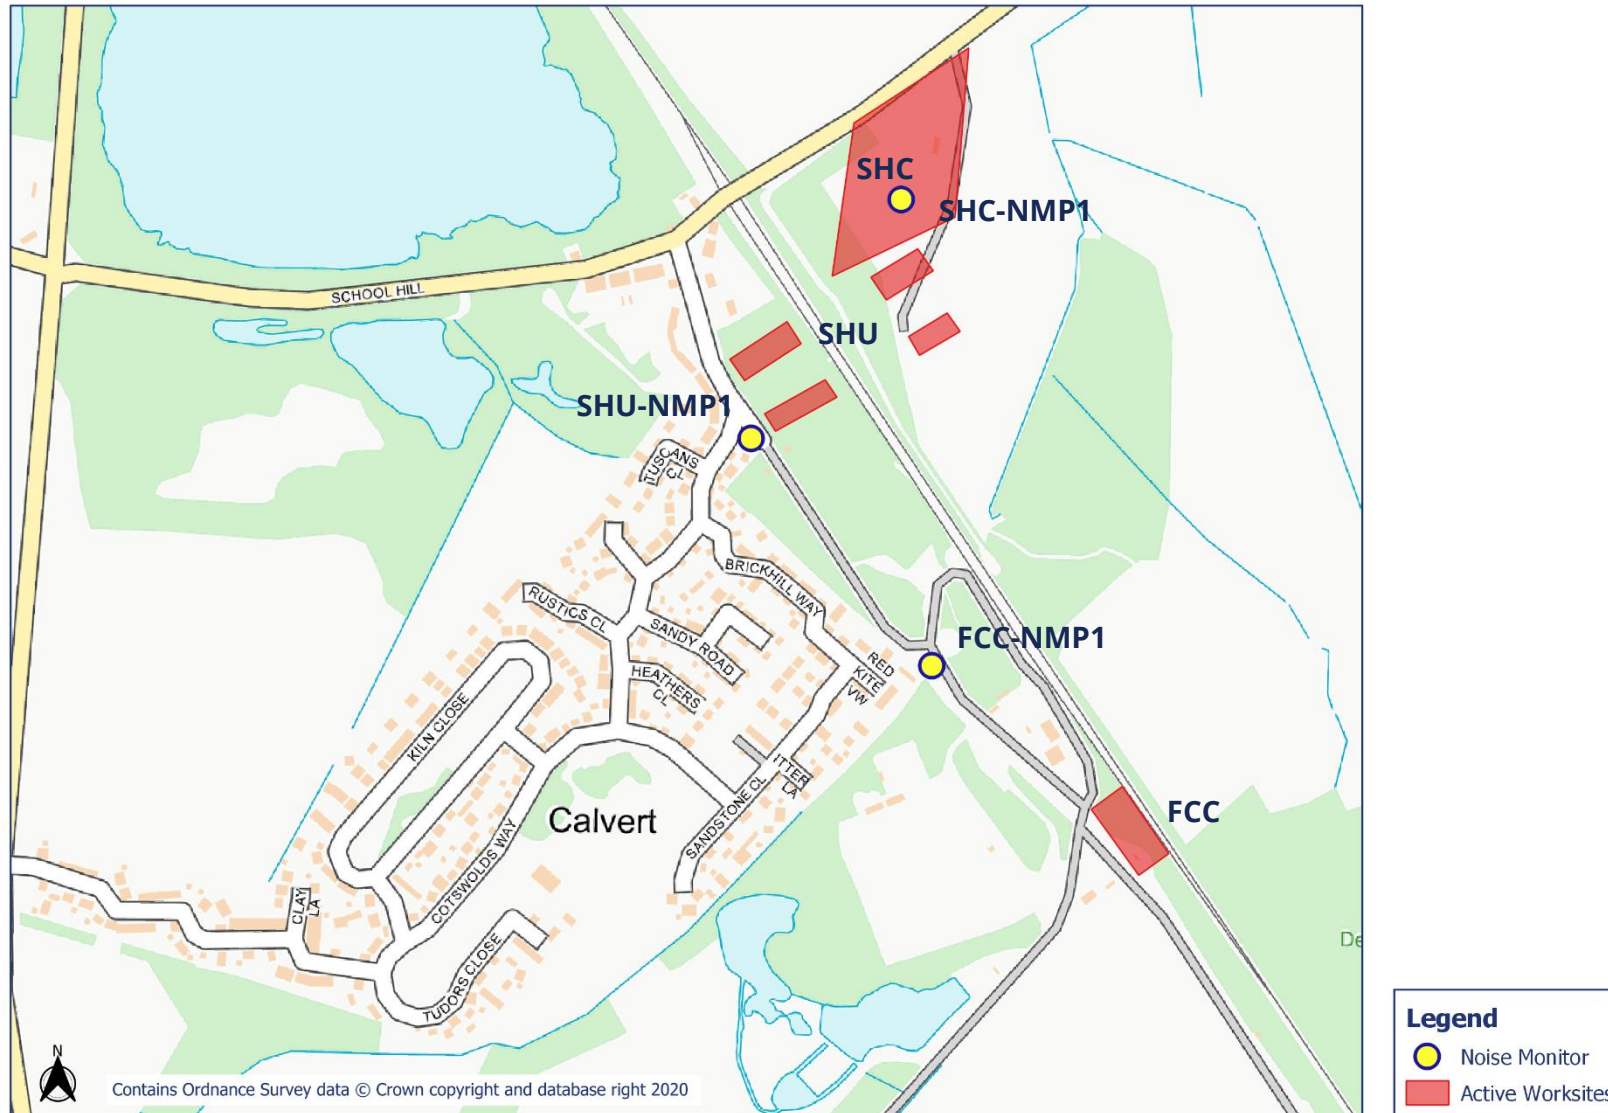 SHC
SHC-NMP1
SCHOOL HILL
SHU
SHU-NMP1
TUSCANS
CL
BRICKHILL WAY
RUSTICS CL
SANDY ROAD
FCC-NMP1
RED
KITE
VW
HEATHERS
CL
KILN CLOSE
ITTER
LA
SANDSTONE CL
FCC
Calvert
COTSWOLDS WAY
CLAY
LA
TUDORS CLOSE
De
N
Contains Ordnance Survey data © Crown copyright and database right 2020
Legend
Noise Monitor
Active Worksites